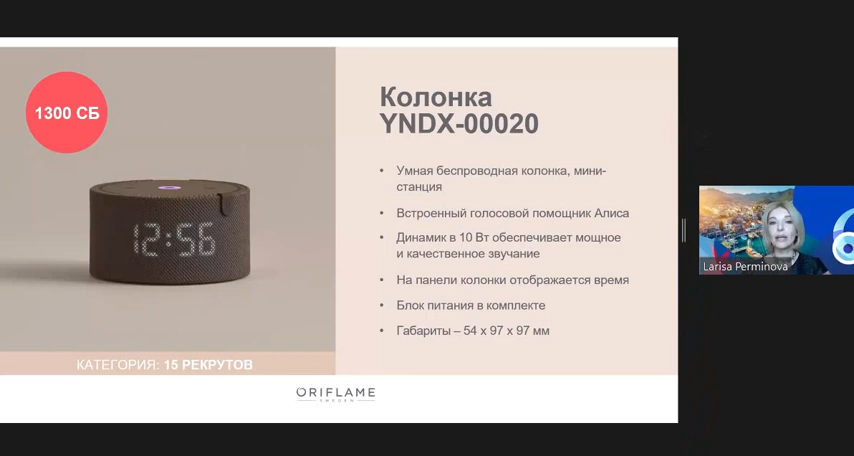 1300 СБ
12:56
КАТЕГОРИЯ: 15 РЕКРУТОВ
Колонка
YNDX-00020
• Умная беспроводная колонка, мини-
станция
• Встроенный голосовой помощник Алиса
• Динамик в 10 Вт обеспечивает мощное
и качественное звучание
• На панели колонки отображается время
• Блок питания в комплекте
• Габариты – 54 x 97 x 97 мм
ORIFLAME
SWEDEN
Larisa Perminova